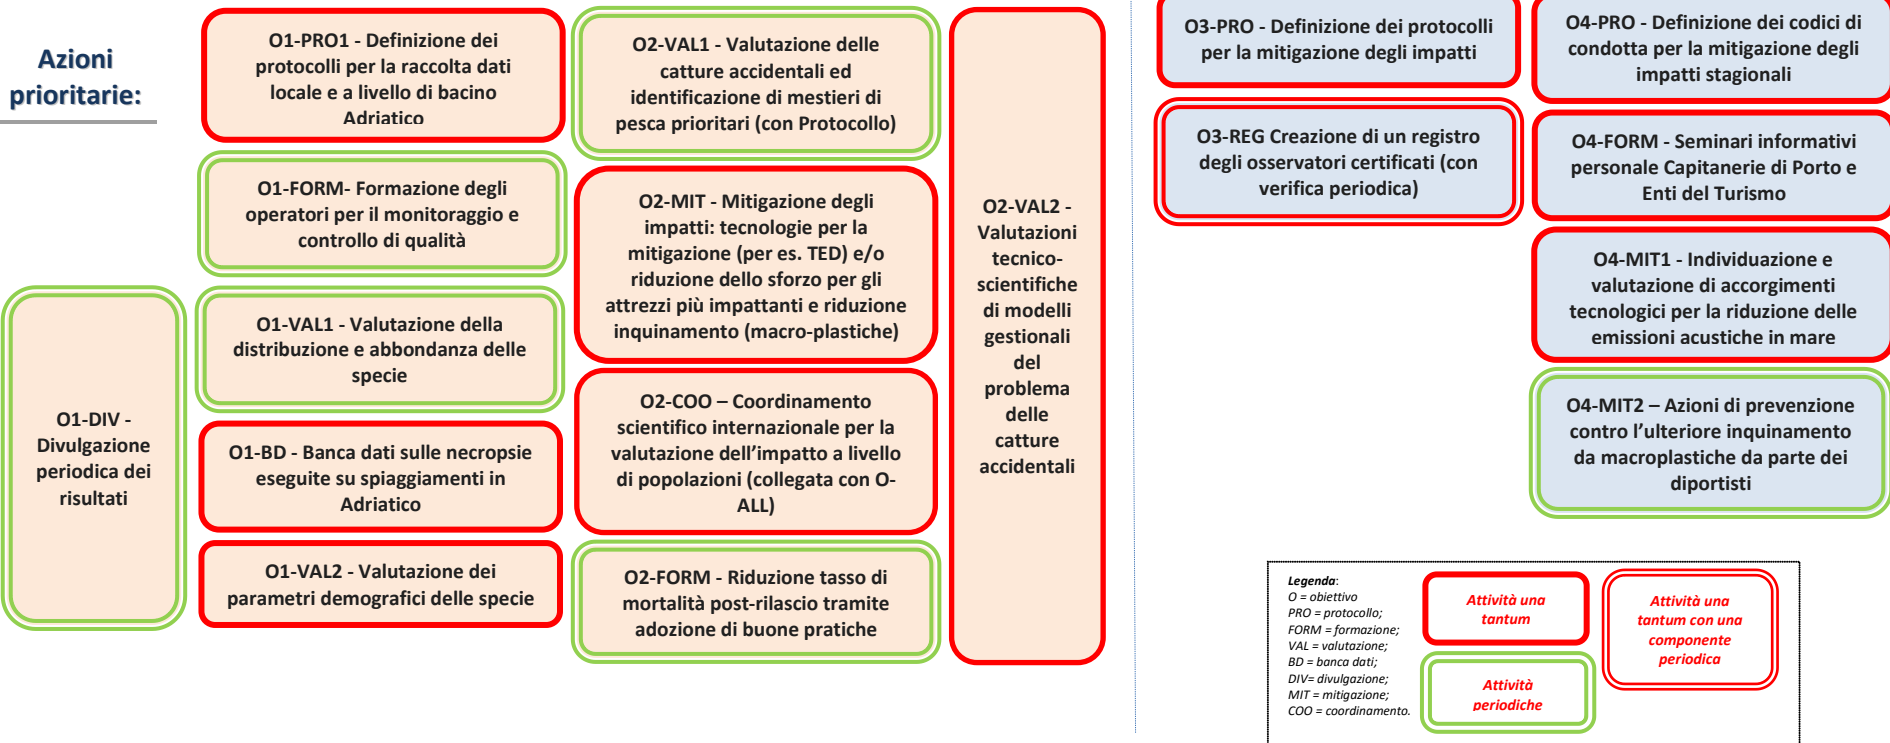 Azioni
prioritarie:
O1-PRO1 - Definizione dei
protocolli per la raccolta dati
locale e a livello di bacino
Adriatico
O1-FORM- Formazione degli
operatori per il monitoraggio e
controllo di qualità
O1-DIV -
Divulgazione
periodica dei
risultati
O1-VAL1 - Valutazione della
distribuzione e abbondanza delle
specie
O1-BD - Banca dati sulle necropsie
eseguite su spiaggiamenti in
Adriatico
O1-VAL2 - Valutazione dei
parametri demografici delle specie
O2-VAL1 - Valutazione delle
catture accidentali ed
identificazione di mestieri di
pesca prioritari (con Protocollo)
O2-MIT - Mitigazione degli
impatti: tecnologie per la
mitigazione (per es. TED) e/o
riduzione dello sforzo per gli
attrezzi più impattanti e riduzione
inquinamento (macro-plastiche)
O2-COO – Coordinamento
scientifico internazionale per la
valutazione dell’impatto a livello
di popolazioni (collegata con O-
ALL)
O2-FORM - Riduzione tasso di
mortalità post-rilascio tramite
adozione di buone pratiche
O2-VAL2 -
Valutazioni
tecnico-
scientifiche
di modelli
gestionali
del
problema
delle
catture
accidentali
O3-PRO - Definizione dei protocolli
per la mitigazione degli impatti
O3-REG Creazione di un registro
degli osservatori certificati (con
verifica periodica)
O4-PRO - Definizione dei codici di
condotta per la mitigazione degli
impatti stagionali
O4-FORM - Seminari informativi
personale Capitanerie di Porto e
Enti del Turismo
O4-MIT1 - Individuazione e
valutazione di accorgimenti
tecnologici per la riduzione delle
emissioni acustiche in mare
O4-MIT2 – Azioni di prevenzione
contro l’ulteriore inquinamento
da macroplastiche da parte dei
diportisti
Legenda:
O = obiettivo
PRO = protocollo;
FORM = formazione;
VAL = valutazione;
BD = banca dati;
DIV= divulgazione;
MIT = mitigazione;
COO = coordinamento.
Attività una
tantum
Attività
periodiche
Attività una
tantum con una
componente
periodica